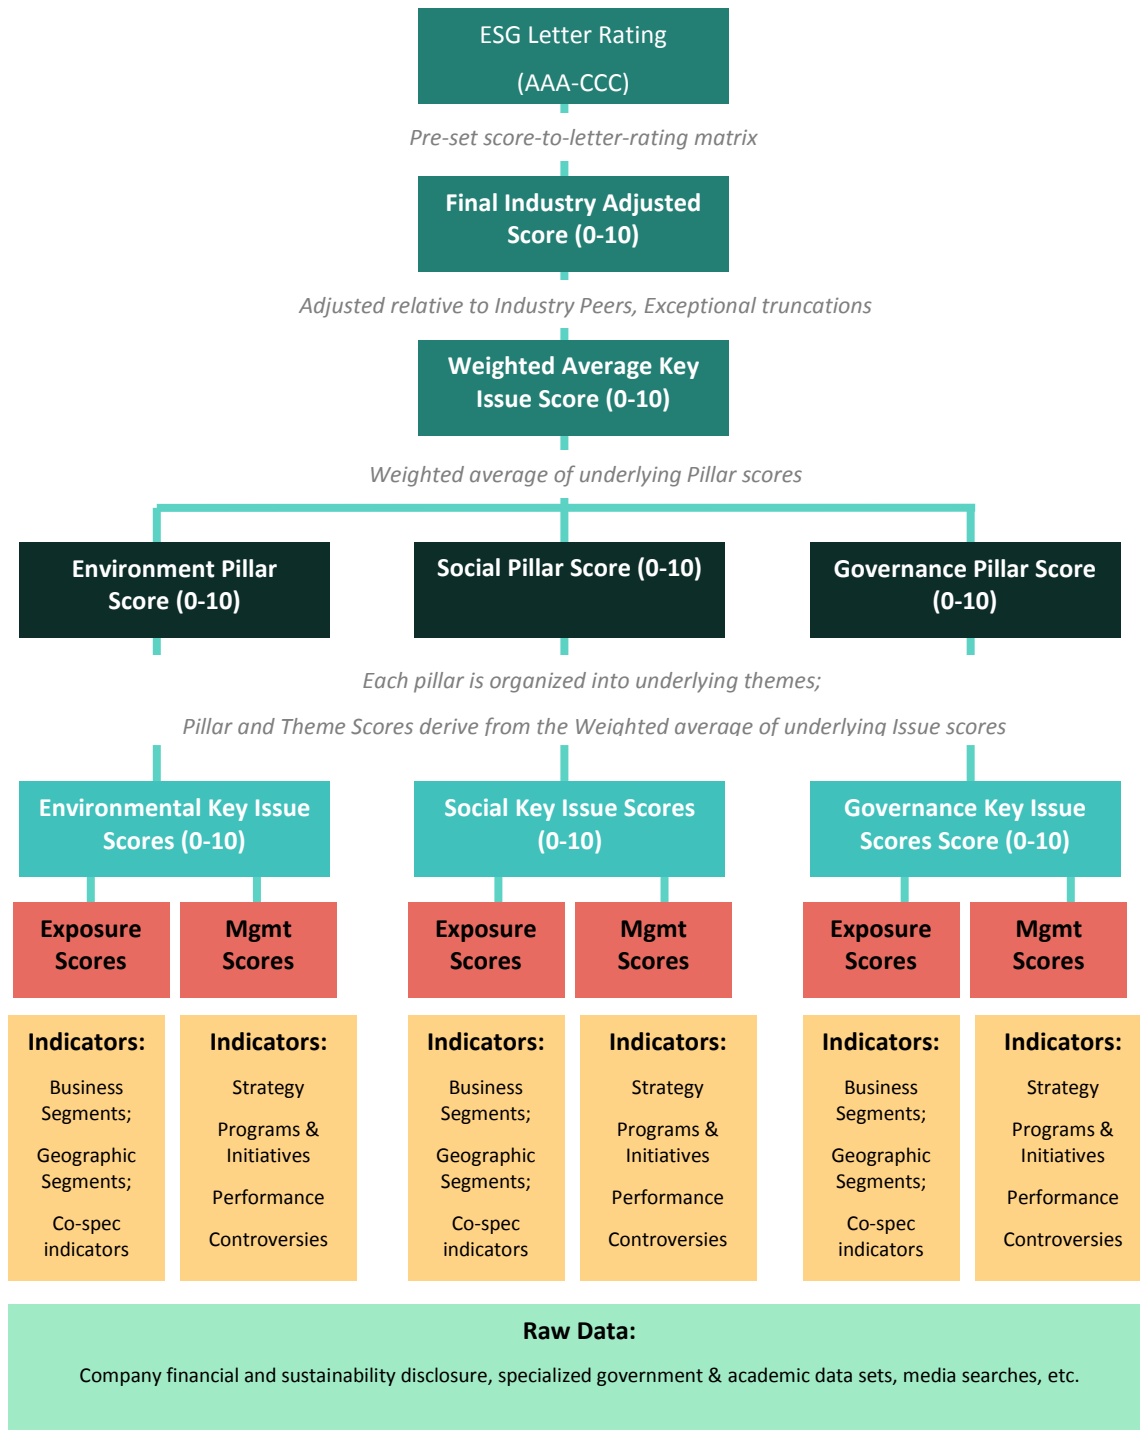 ESG Letter Rating
(AAA-CCC)
Pre-set score-to-letter-rating matrix
Final Industry Adjusted
Score (0-10)
Adjusted relative to Industry Peers, Exceptional truncations
Weighted Average Key
Issue Score (0-10)
Weighted average of underlying Pillar scores
Environment Pillar
Score (0-10)
Social Pillar Score (0-10)
Governance Pillar Score
(0-10)
Each pillar is organized into underlying themes;
Pillar and Theme Scores derive from the Weighted average of underlying Issue scores
Environmental Key Issue
Scores (0-10)
Social Key Issue Scores
(0-10)
Governance Key Issue
Scores Score (0-10)
Exposure
Scores
Mgmt
Scores
Exposure
Scores
Mgmt
Scores
Exposure
Scores
Mgmt
Scores
Indicators:
Business
Segments;
Geographic
Segments;
Co-spec
indicators
Indicators:
Strategy
Programs &
Initiatives
Performance
Controversies
Indicators:
Business
Segments;
Geographic
Segments;
Co-spec
indicators
Indicators:
Strategy
Programs &
Initiatives
Performance
Controversies
Indicators:
Business
Segments;
Geographic
Segments;
Co-spec
indicators
Indicators:
Strategy
Programs &
Initiatives
Performance
Controversies
Raw Data:
Company financial and sustainability disclosure, specialized government & academic data sets, media searches, etc.